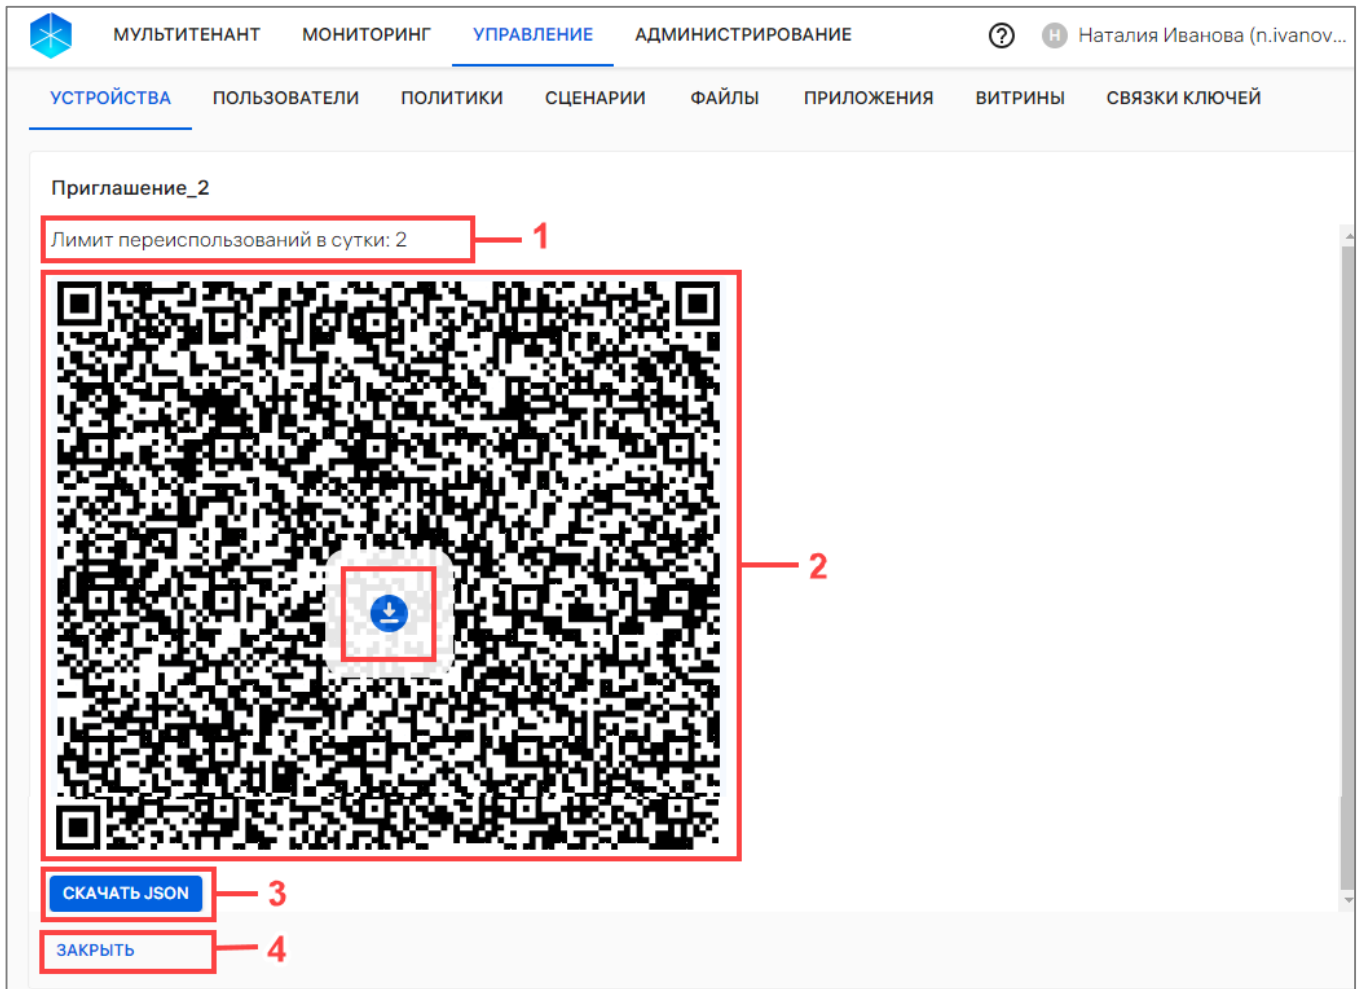 МУЛЬТИТЕНАНТ МОНИТОРИНГ УПРАВЛЕНИЕ АДМИНИСТРИРОВАНИЕ ? Н Наталия Иванова (n.ivanov...
УСТРОЙСТВА ПОЛЬЗОВАТЕЛИ ПОЛИТИКИ СЦЕНАРИИ ФАЙЛЫ ПРИЛОЖЕНИЯ ВИТРИНЫ СВЯЗКИ КЛЮЧЕЙ
Приглашение_2
Лимит переиспользований в сутки: 2 1
2
СКАЧАТЬ JSON 3
ЗАКРЫТЬ 4